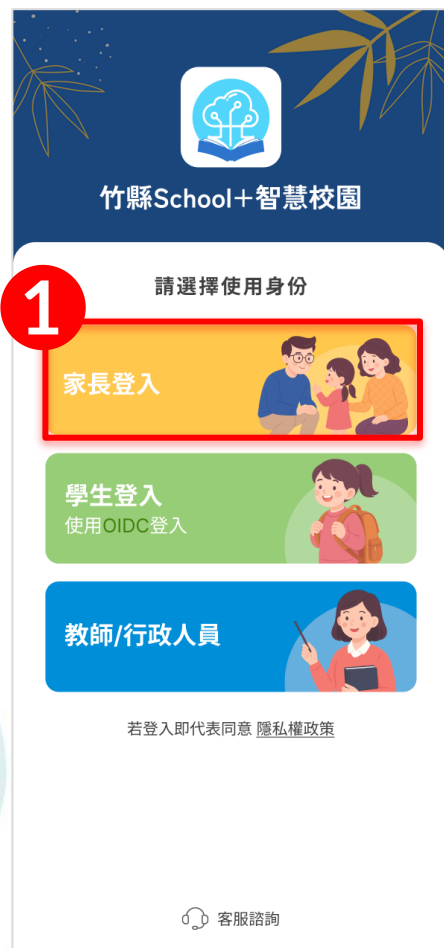 竹縣School+智慧校園
請選擇使用身份
1
家長登入
學生登入
使用OIDC登入
教師/行政人員
若登入即代表同意 隱私權政策
客服諮詢